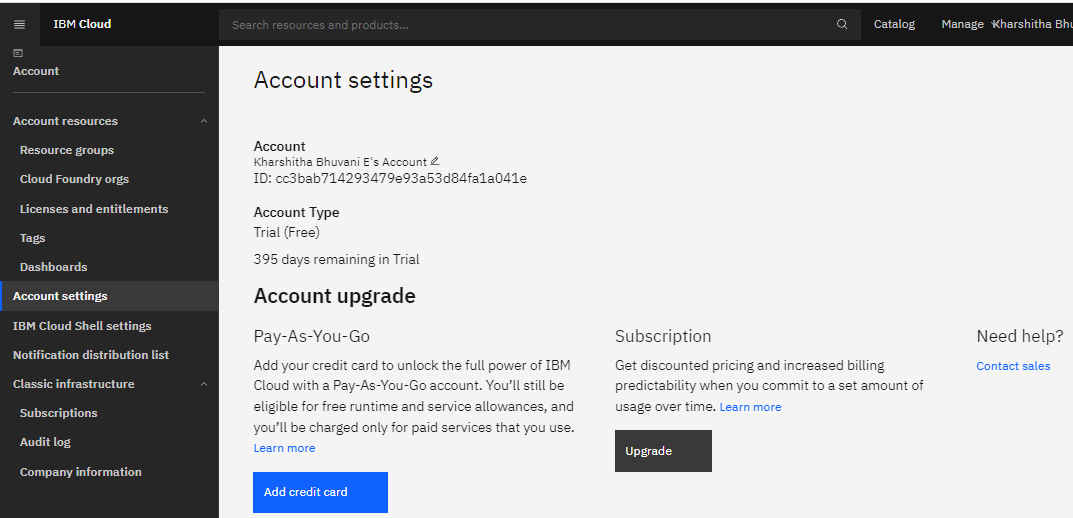 IBM Cloud
Search resources and products...
Catalog
Manage
Kharshitha Bhu
Account
Account resources
Resource groups
Cloud Foundry orgs
Licenses and entitlements
Tags
Dashboards
Account settings
IBM Cloud Shell settings
Notification distribution list
Classic infrastructure
Subscriptions
Audit log
Company information
Account settings
Account
Kharshitha Bhuvani E's Account
ID: cc3bab714293479e93a53d84fa1a041e
Account Type
Trial (Free)
395 days remaining in Trial
Account upgrade
Pay-As-You-Go
Add your credit card to unlock the full power of IBM
Cloud with a Pay-As-You-Go account. You’ll still be
eligible for free runtime and service allowances, and
you’ll be charged only for paid services that you use.
Learn more
Add credit card
Subscription
Get discounted pricing and increased billing
predictability when you commit to a set amount of
usage over time. Learn more
Upgrade
Need help?
Contact sales